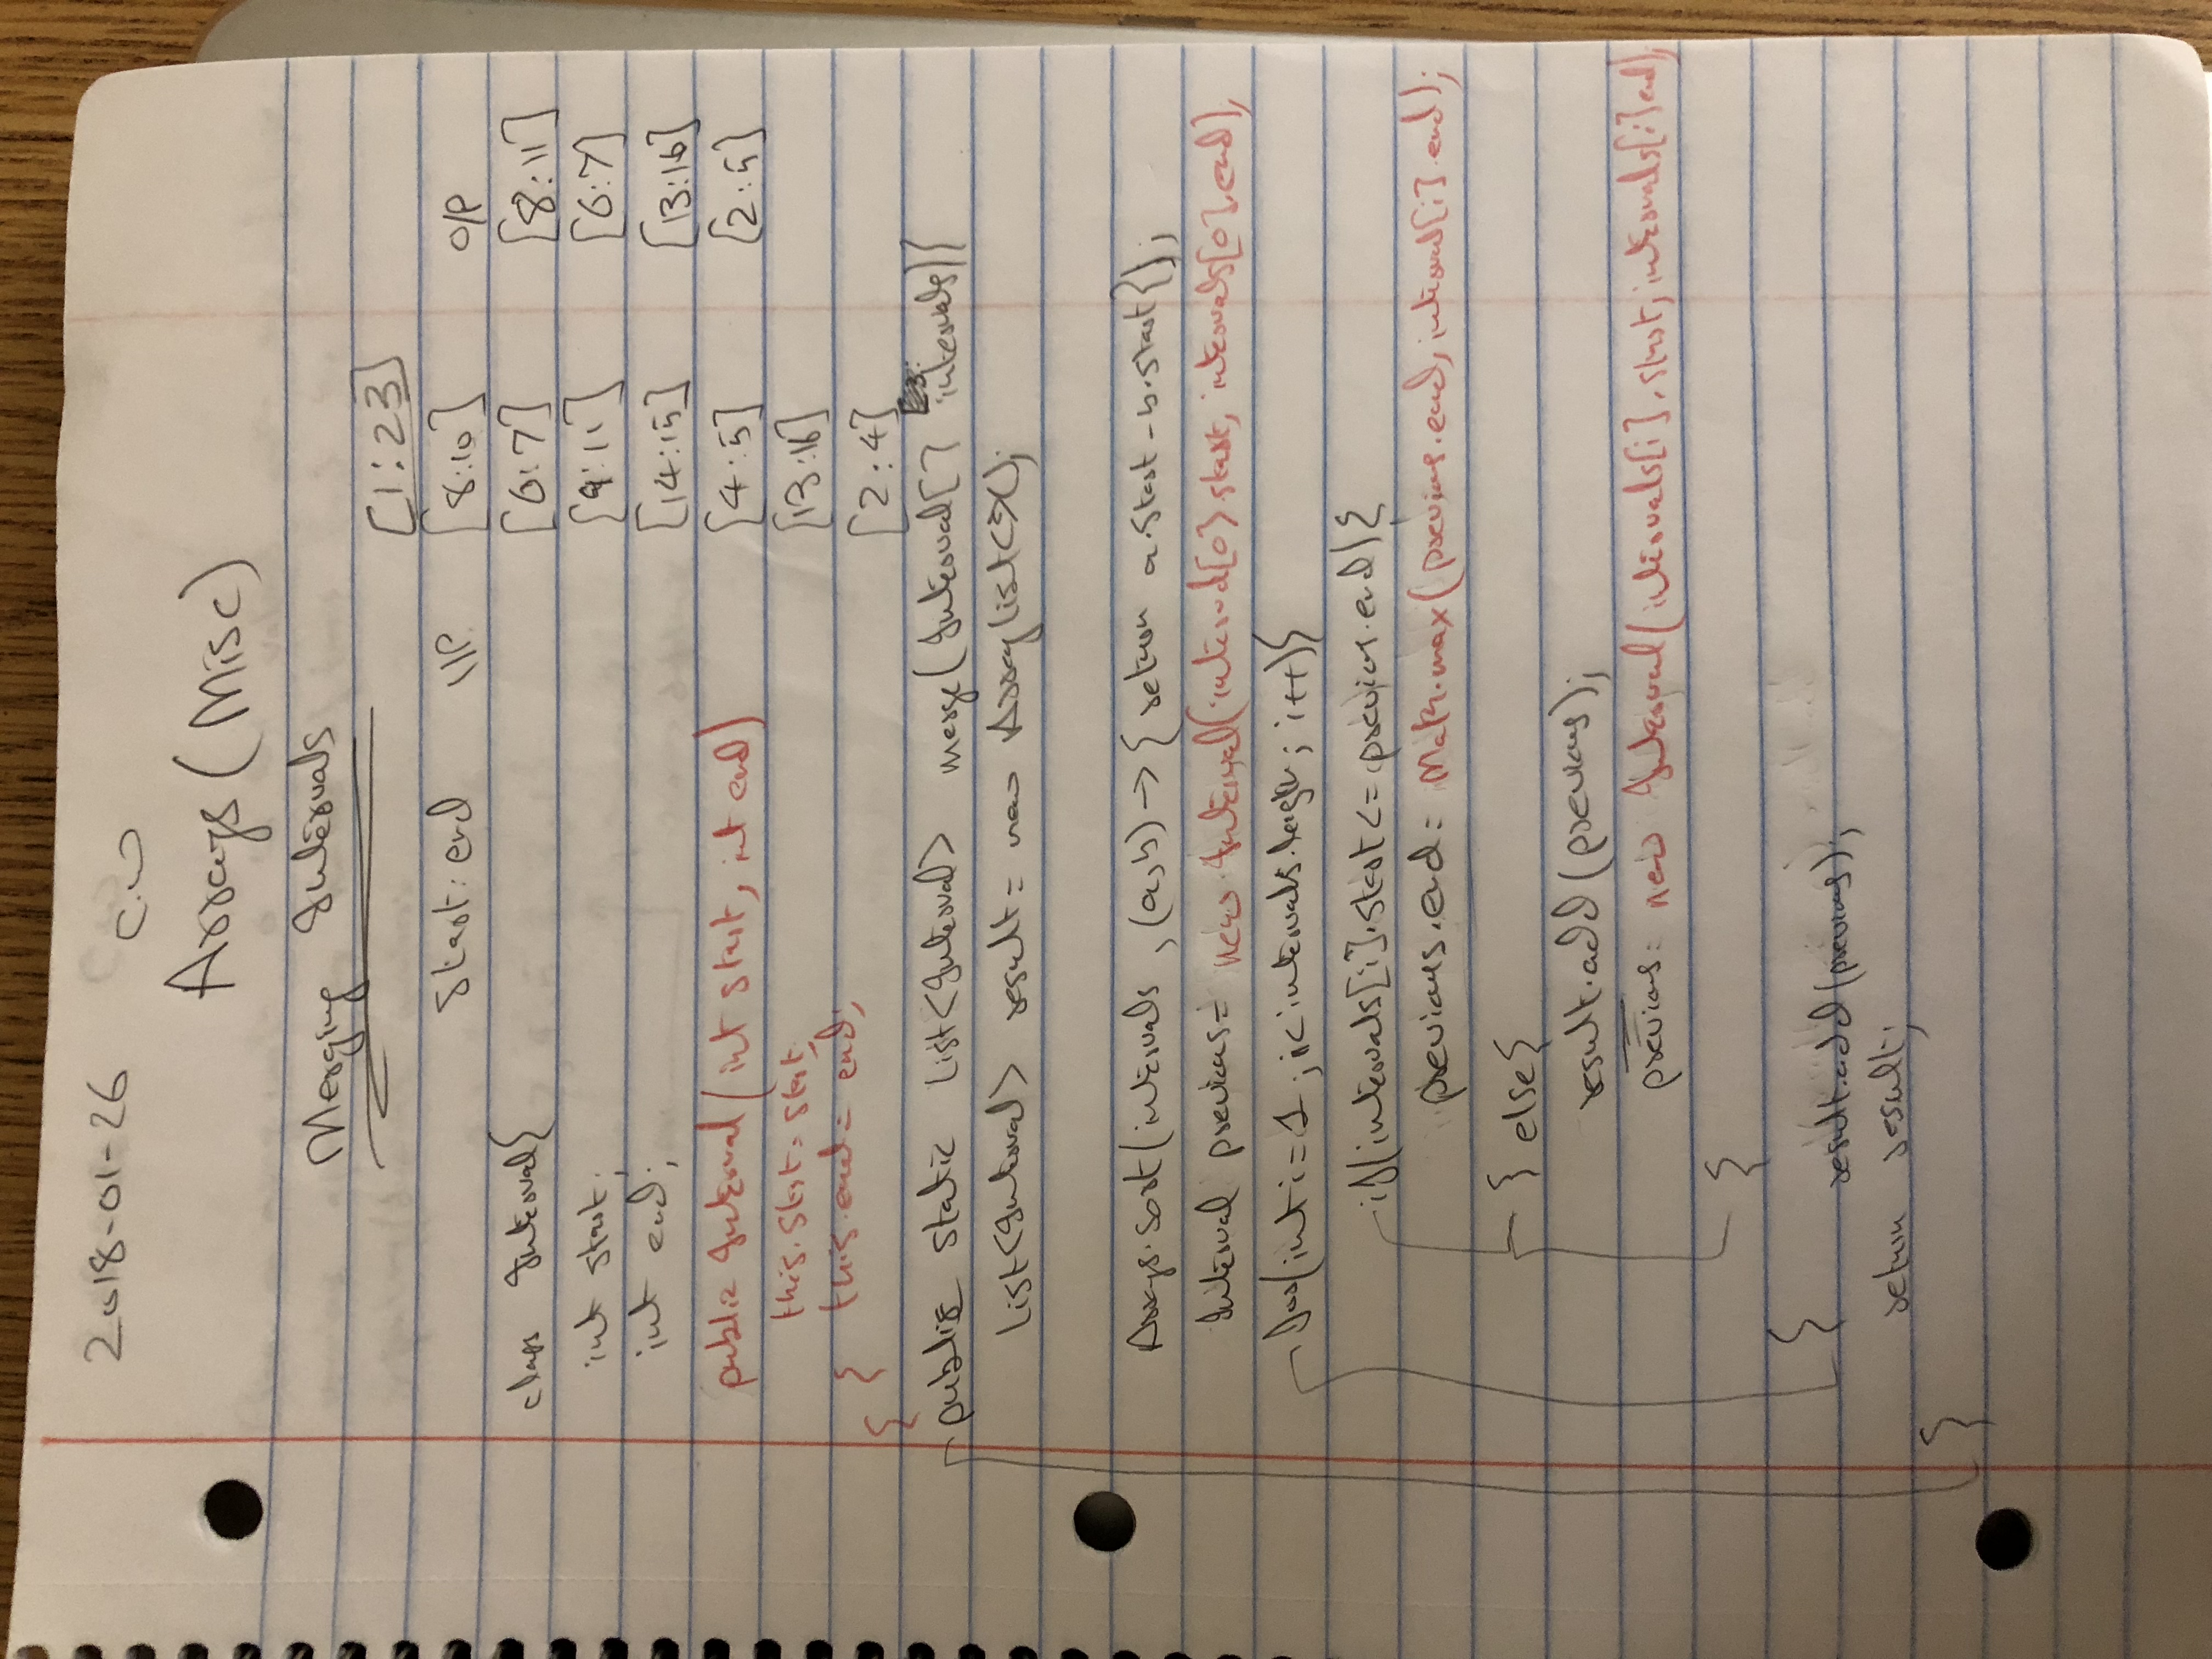 2018-01-26
C.W
Arrays (Misc)
Merging Intervals
[1:23]
Start: end I/P [8:10] O/P
class Interval{ [6:7] [8:11]
int start; [9:11] [6:7]
int end; [14:15] [13:16]
public Interval(int start, int end) [4:5] [2:5]
this.start= start; [13:16]
} this.end= end;
} [2:4]
public static List<Interval> merge(Interval[] intervals){
List<Interval> result= new ArrayList<>();
Arrays.sort(intervals, (a,b)->{return a.start-b.start});
Interval previous= new Interval(interval[0].start, intervals[0].end);
for(int i=1; i<intervals.length; i++){
if(intervals[i].start<=previous.end){
previous.end= Math.max(previous.end, interval[i].end);
} else{
result.add(previous);
previous= new Interval(intervals[i].start, intervals[i]end);
}
}
result.add(previous);
return result;
}